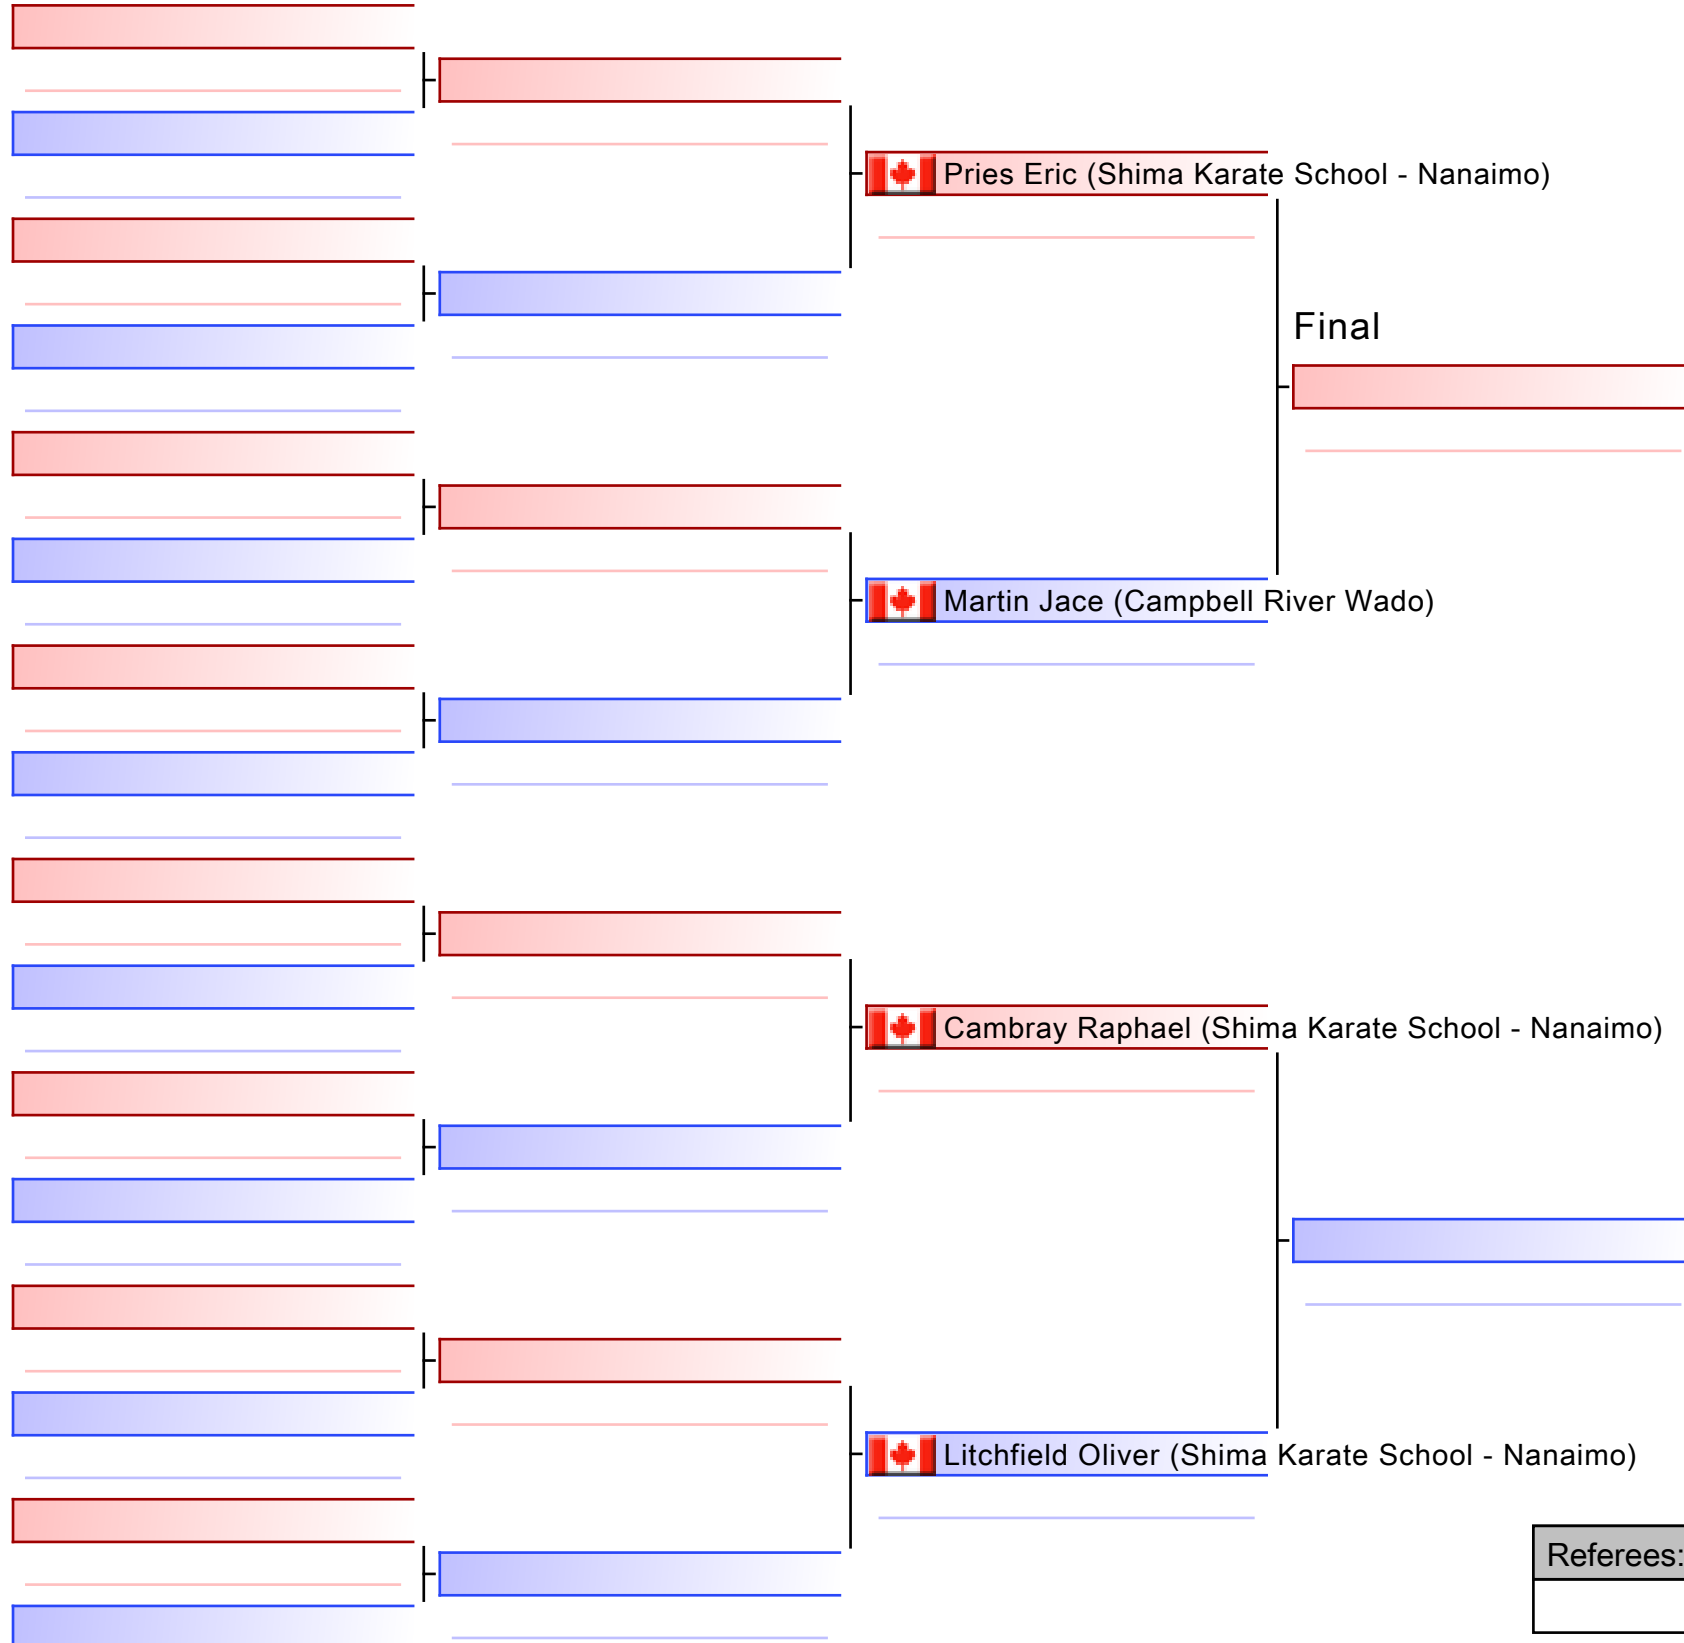 Pries Eric (Shima Karate School - Nanaimo)
Final
Martin Jace (Campbell River Wado)
Cambray Raphael (Shima Karate School - Nanaimo)
Litchfield Oliver (Shima Karate School - Nanaimo)
Referees: